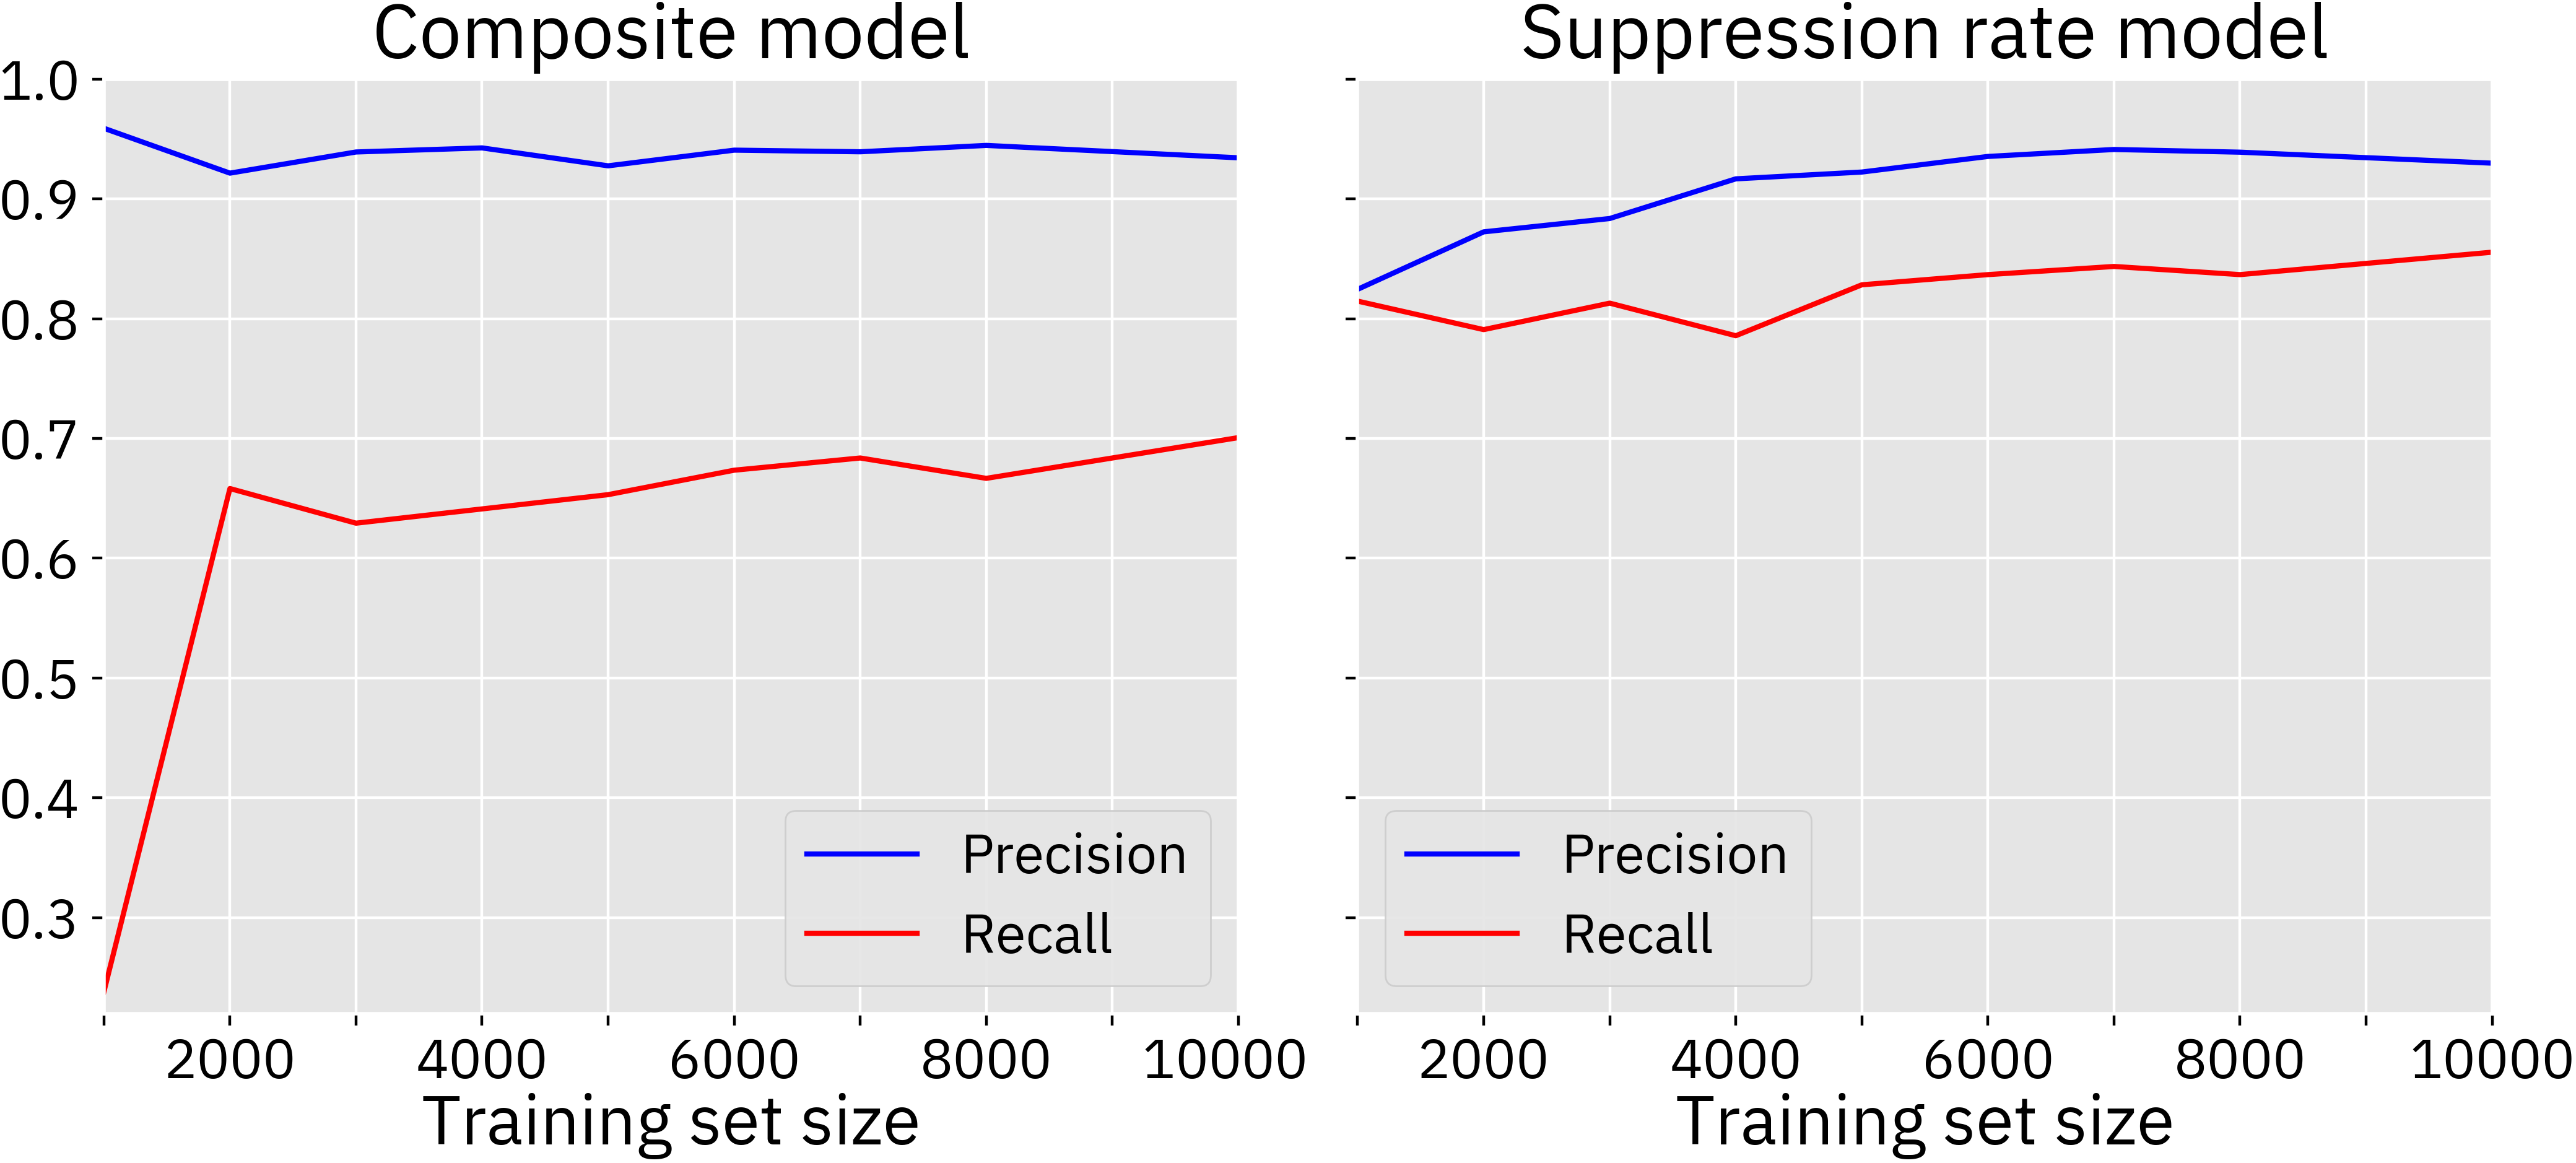 Composite model
1.0
0.9
0.8
0.7
0.6
0.5
0.4
0.3
Precision
Recall
2000 4000 6000 8000 10000
Training set size
Suppression rate model
Precision
Recall
2000 4000 6000 8000 10000
Training set size